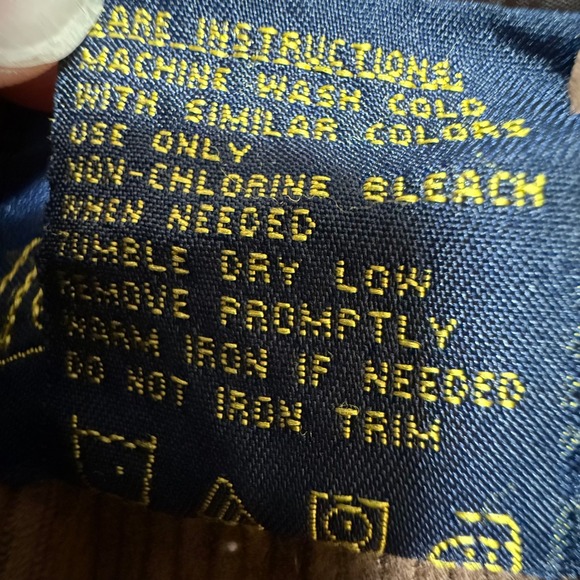 CARE INSTRUCTIONS:
MACHINE WASH COLD
WITH SIMILAR COLORS
USE ONLY
NON-CHLORINE BLEACH
WHEN NEEDED
TUMBLE DRY LOW
REMOVE PROMPTLY
WARM IRON IF NEEDED
DO NOT IRON TRIM